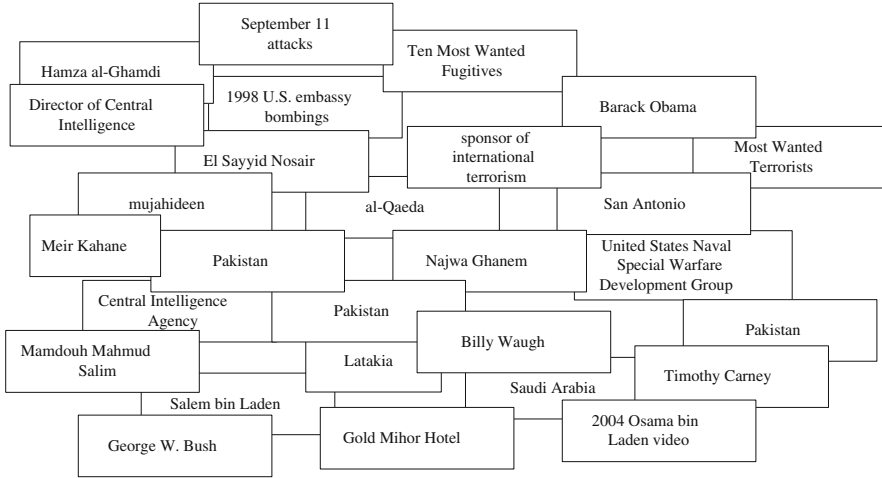 September 11
attacks
Ten Most Wanted
Fugitives
Hamza al-Ghamdi
Director of Central
Intelligence
1998 U.S. embassy
bombings
Barack Obama
El Sayyid Nosair
sponsor of
international
terrorism
Most Wanted
Terrorists
mujahideen
al-Qaeda
San Antonio
Meir Kahane
Pakistan
Najwa Ghanem
United States Naval
Special Warfare
Development Group
Central Intelligence
Agency
Pakistan
Billy Waugh
Pakistan
Mamdouh Mahmud
Salim
Latakia
Saudi Arabia
Timothy Carney
Salem bin Laden
George W. Bush
Gold Mihor Hotel
2004 Osama bin
Laden video